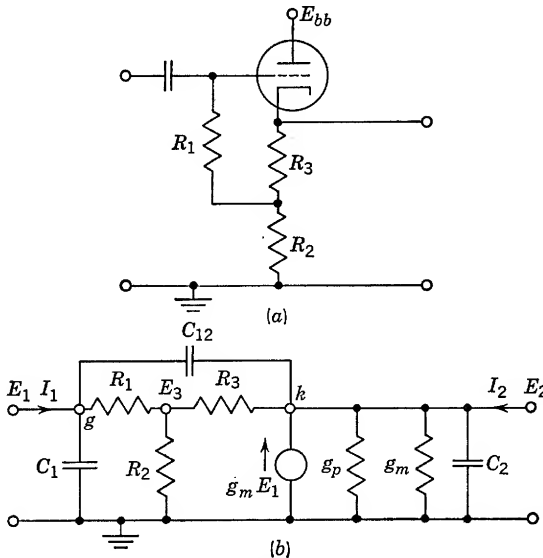 E_bb
R_1
R_3
R_2
(a)
C_12
E_1 I_1 R_1 E_3 R_3 k I_2 E_2
g
C_1 R_2 g_m E_1 g_p g_m C_2
(b)